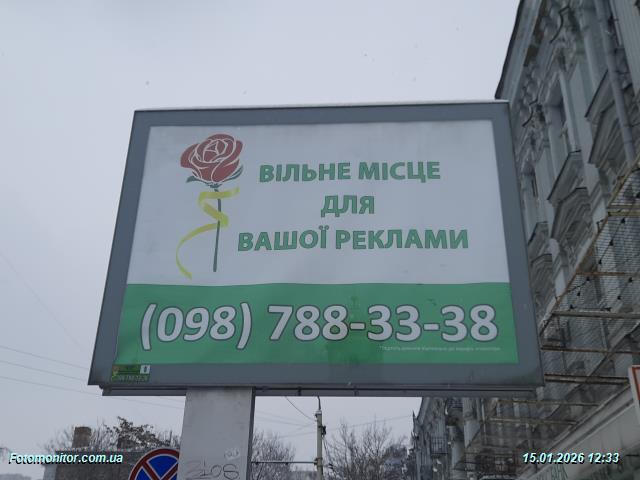 ВІЛЬНЕ МІСЦЕ
ДЛЯ
ВАШОЇ РЕКЛАМИ
(098) 788-33-38
Fotomonitor.com.ua
15.01.2026 12:33